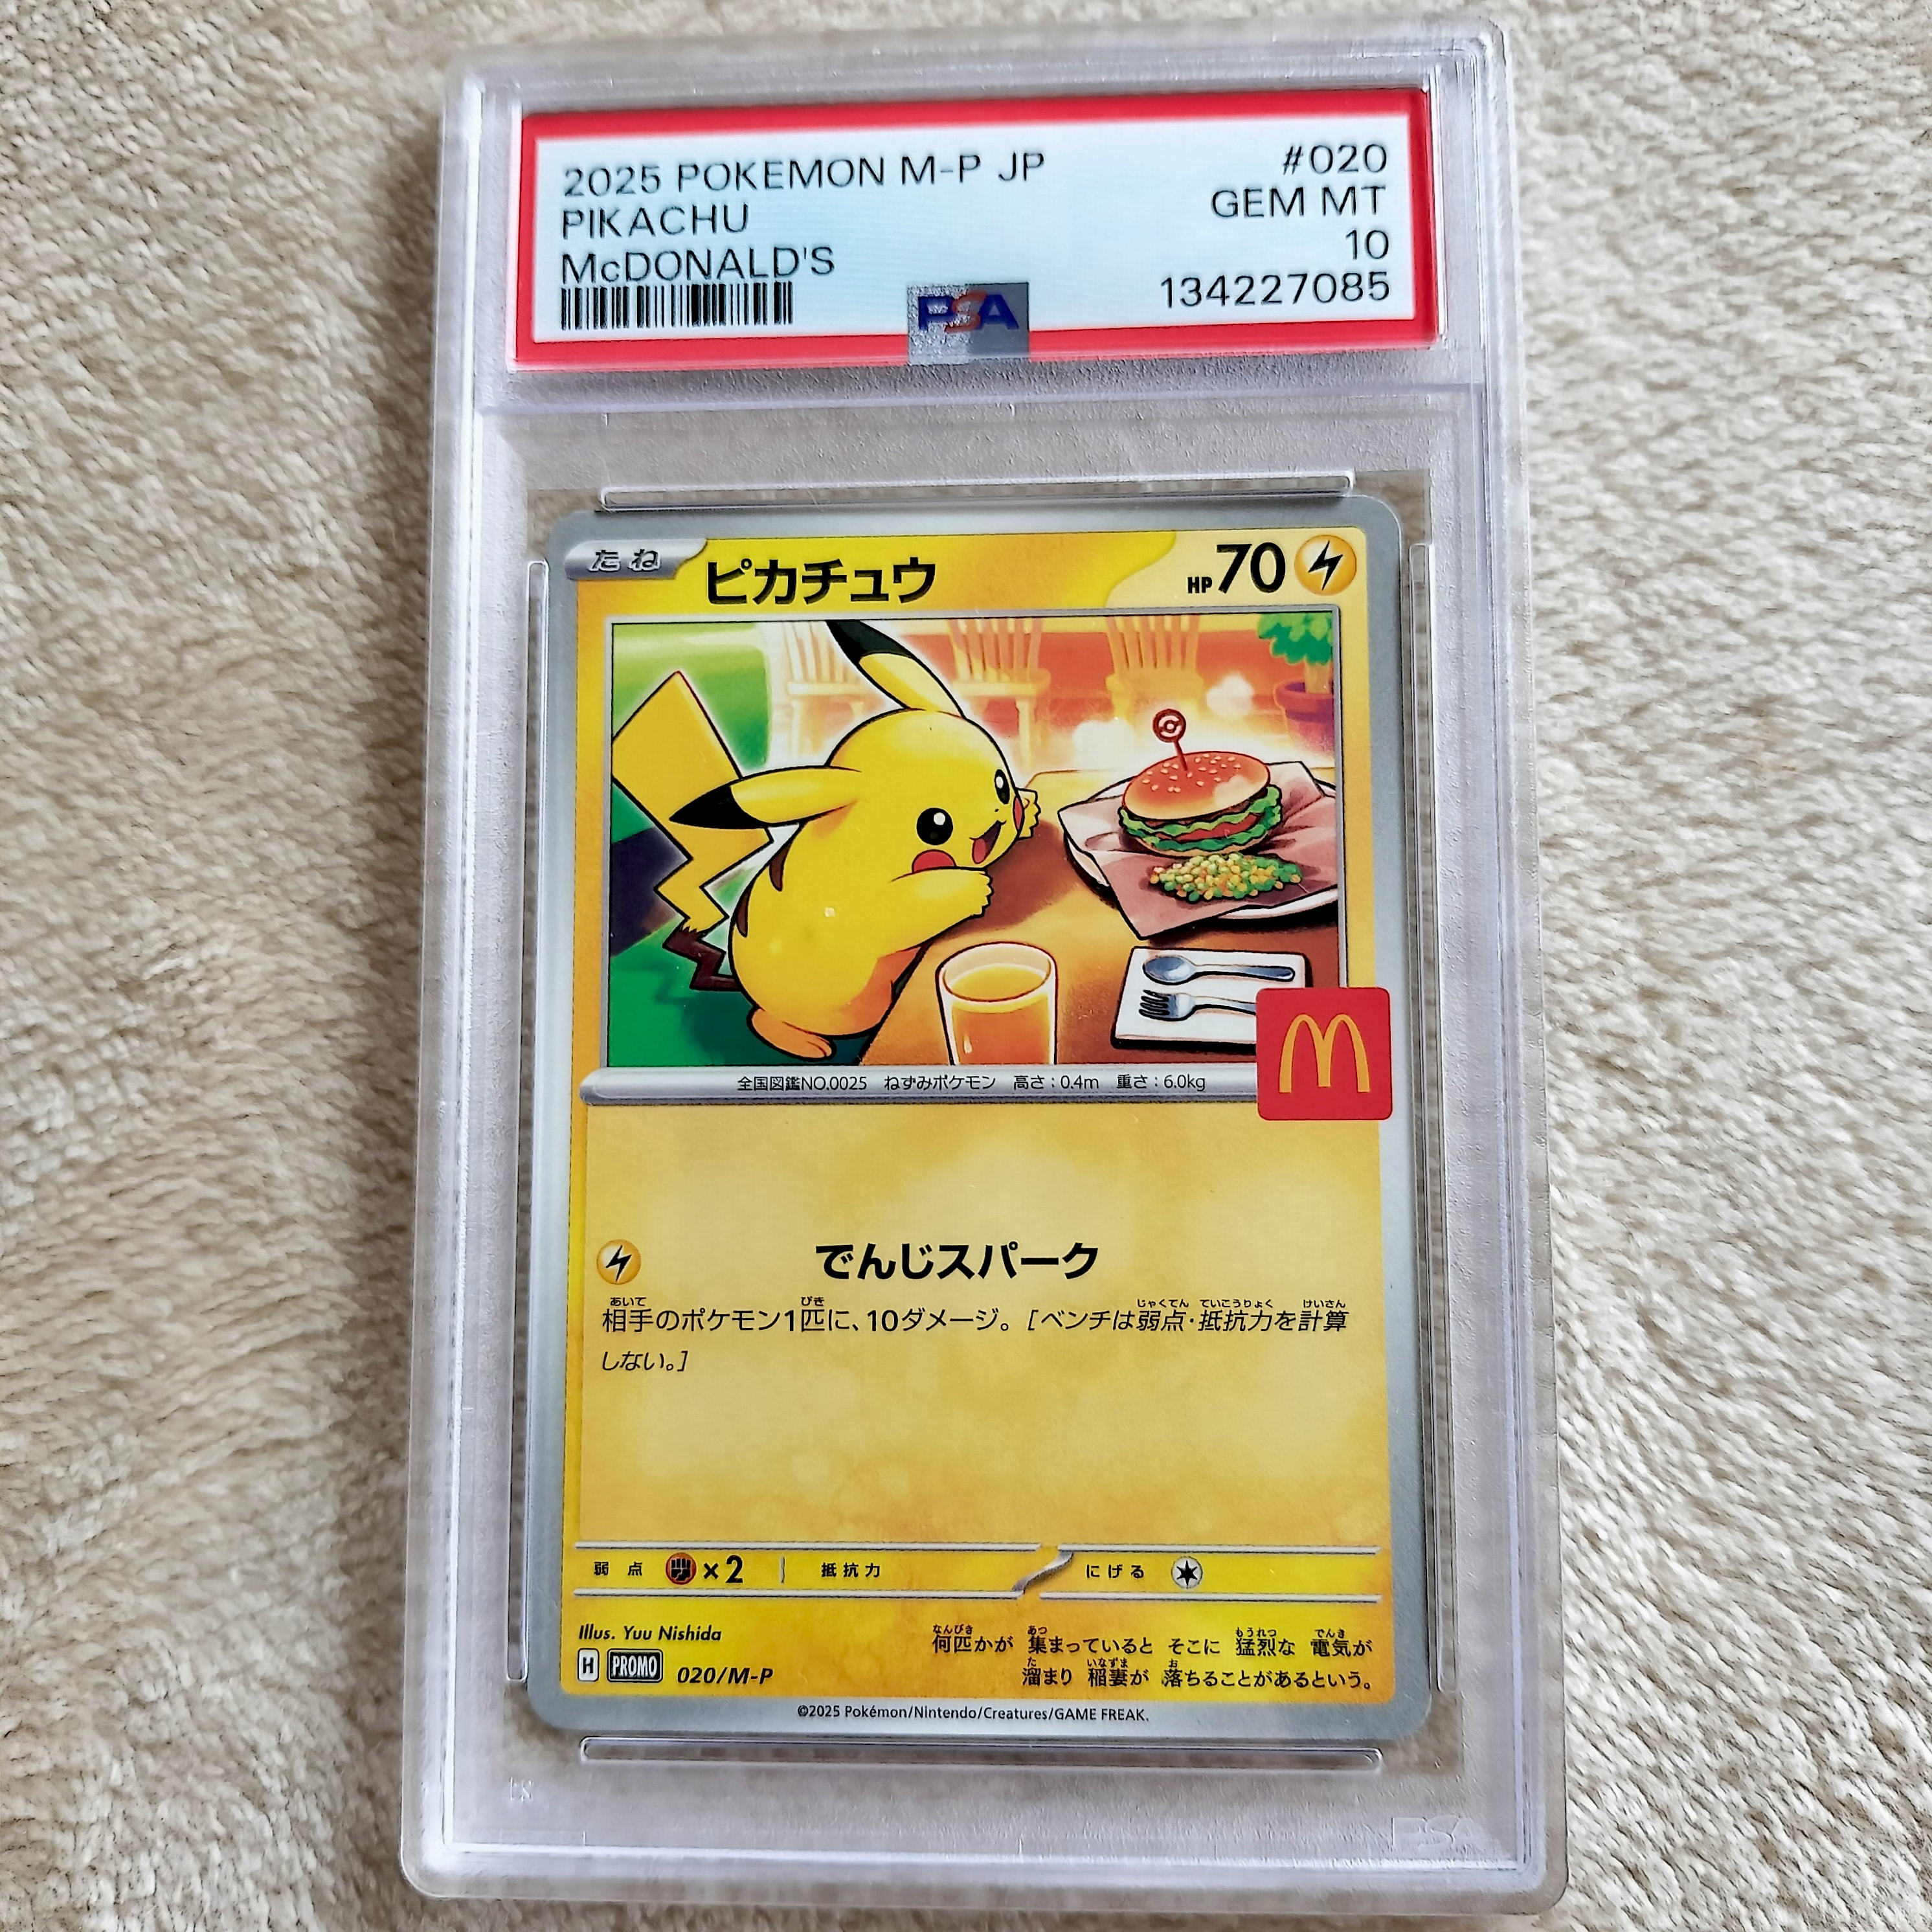 2025 POKEMON M-P JP #020
PIKACHU GEM MT
McDONALD'S 10
134227085
PSA
たね ピカチュウ HP70
全国図鑑NO.0025 ねずみポケモン 高さ:0.4m 重さ:6.0kg
でんじスパーク
相手のポケモン1匹に、10ダメージ。[ベンチは弱点・抵抗力を計算
しない。]
弱点 ×2 抵抗力 にげる
Illus. Yuu Nishida
H PROMO 020/M-P
何匹かが 集まっていると そこに 猛烈な 電気が
溜まり 稲妻が 落ちることがあるという。
©2025 Pokémon/Nintendo/Creatures/GAME FREAK.
PSA